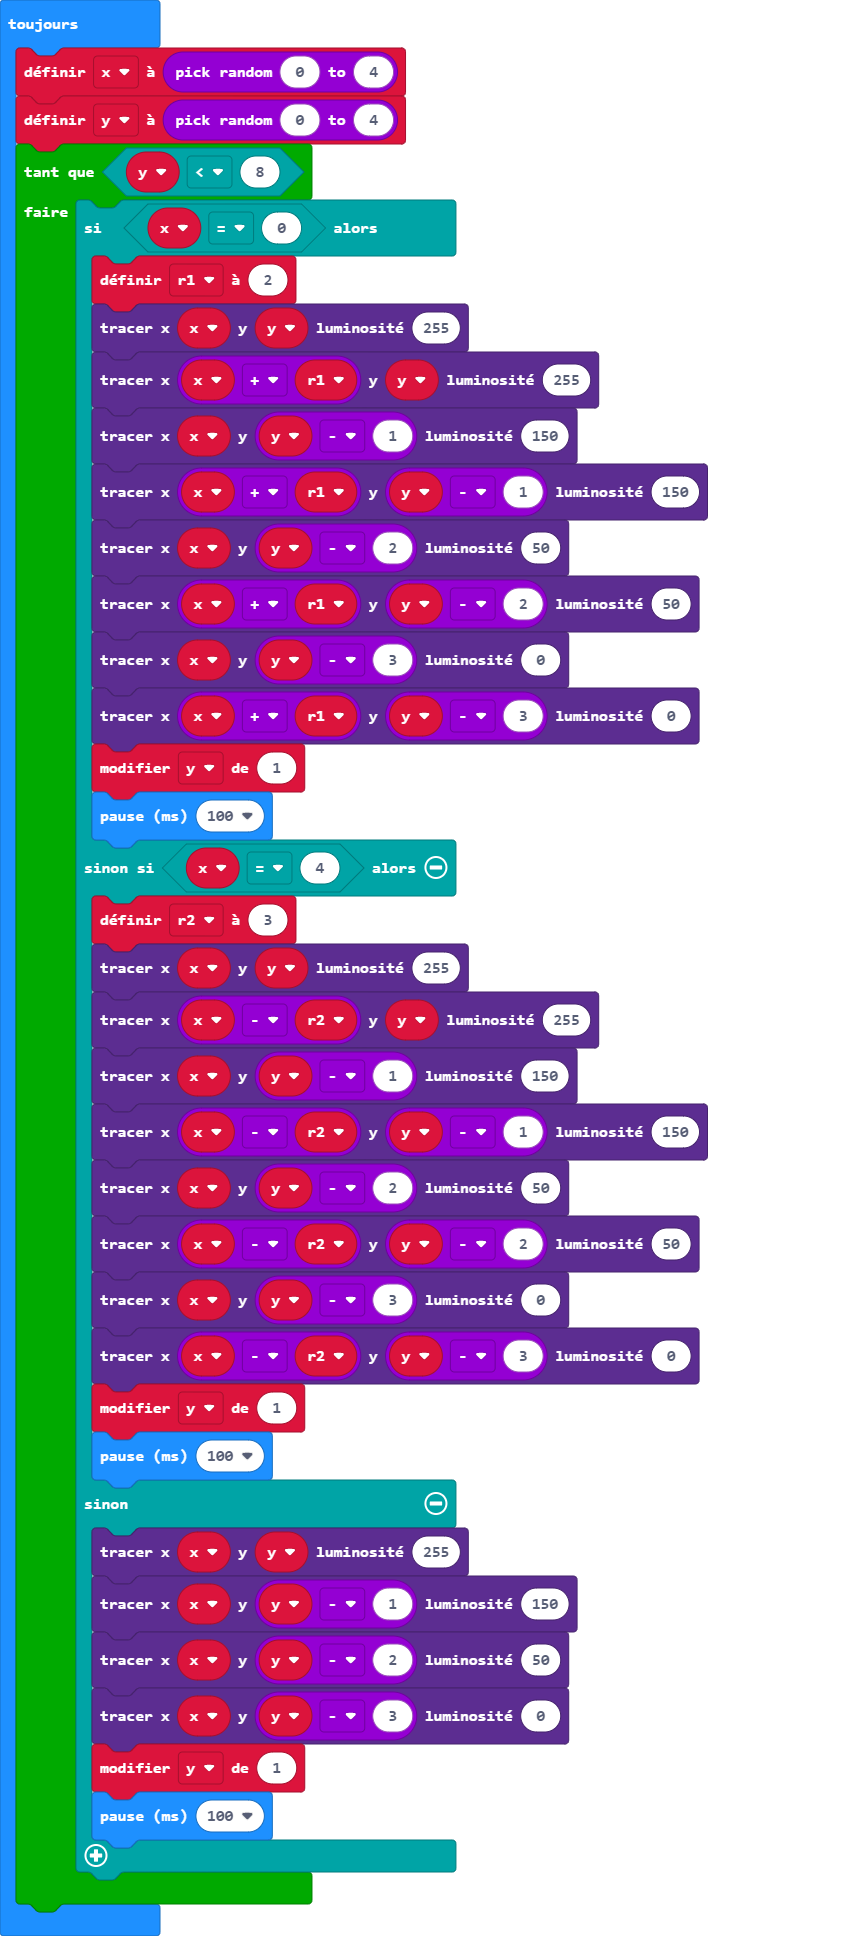 toujours
définir x à pick random 0 to 4
définir y à pick random 0 to 4
tant que y < 8
faire
si x = 0 alors
définir r1 à 2
tracer x x y y luminosité 255
tracer x x + r1 y y luminosité 255
tracer x x y y - 1 luminosité 150
tracer x x + r1 y y - 1 luminosité 150
tracer x x y y - 2 luminosité 50
tracer x x + r1 y y - 2 luminosité 50
tracer x x y y - 3 luminosité 0
tracer x x + r1 y y - 3 luminosité 0
modifier y de 1
pause (ms) 100
sinon si x = 4 alors
définir r2 à 3
tracer x x y y luminosité 255
tracer x x - r2 y y luminosité 255
tracer x x y y - 1 luminosité 150
tracer x x - r2 y y - 1 luminosité 150
tracer x x y y - 2 luminosité 50
tracer x x - r2 y y - 2 luminosité 50
tracer x x y y - 3 luminosité 0
tracer x x - r2 y y - 3 luminosité 0
modifier y de 1
pause (ms) 100
sinon
tracer x x y y luminosité 255
tracer x x y y - 1 luminosité 150
tracer x x y y - 2 luminosité 50
tracer x x y y - 3 luminosité 0
modifier y de 1
pause (ms) 100